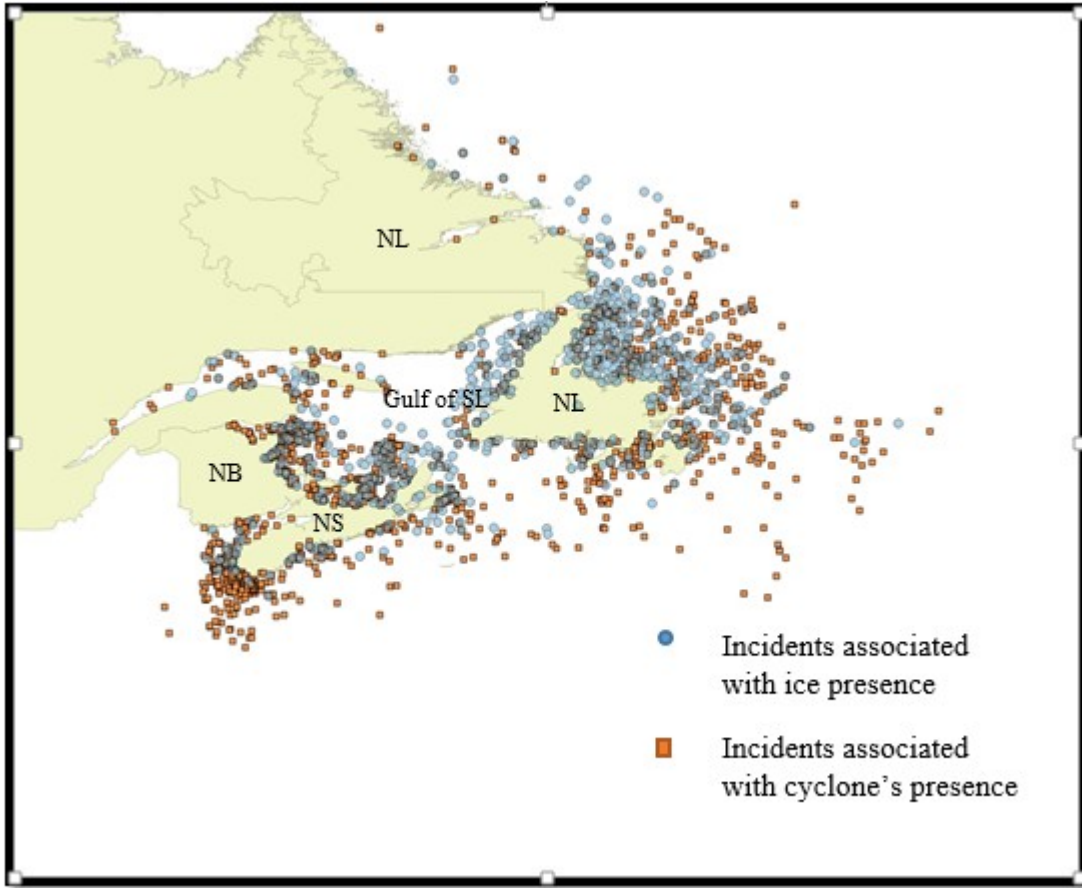 NL
Gulf of SL
NL
NB
NS
Incidents associated
with ice presence
Incidents associated
with cyclone’s presence